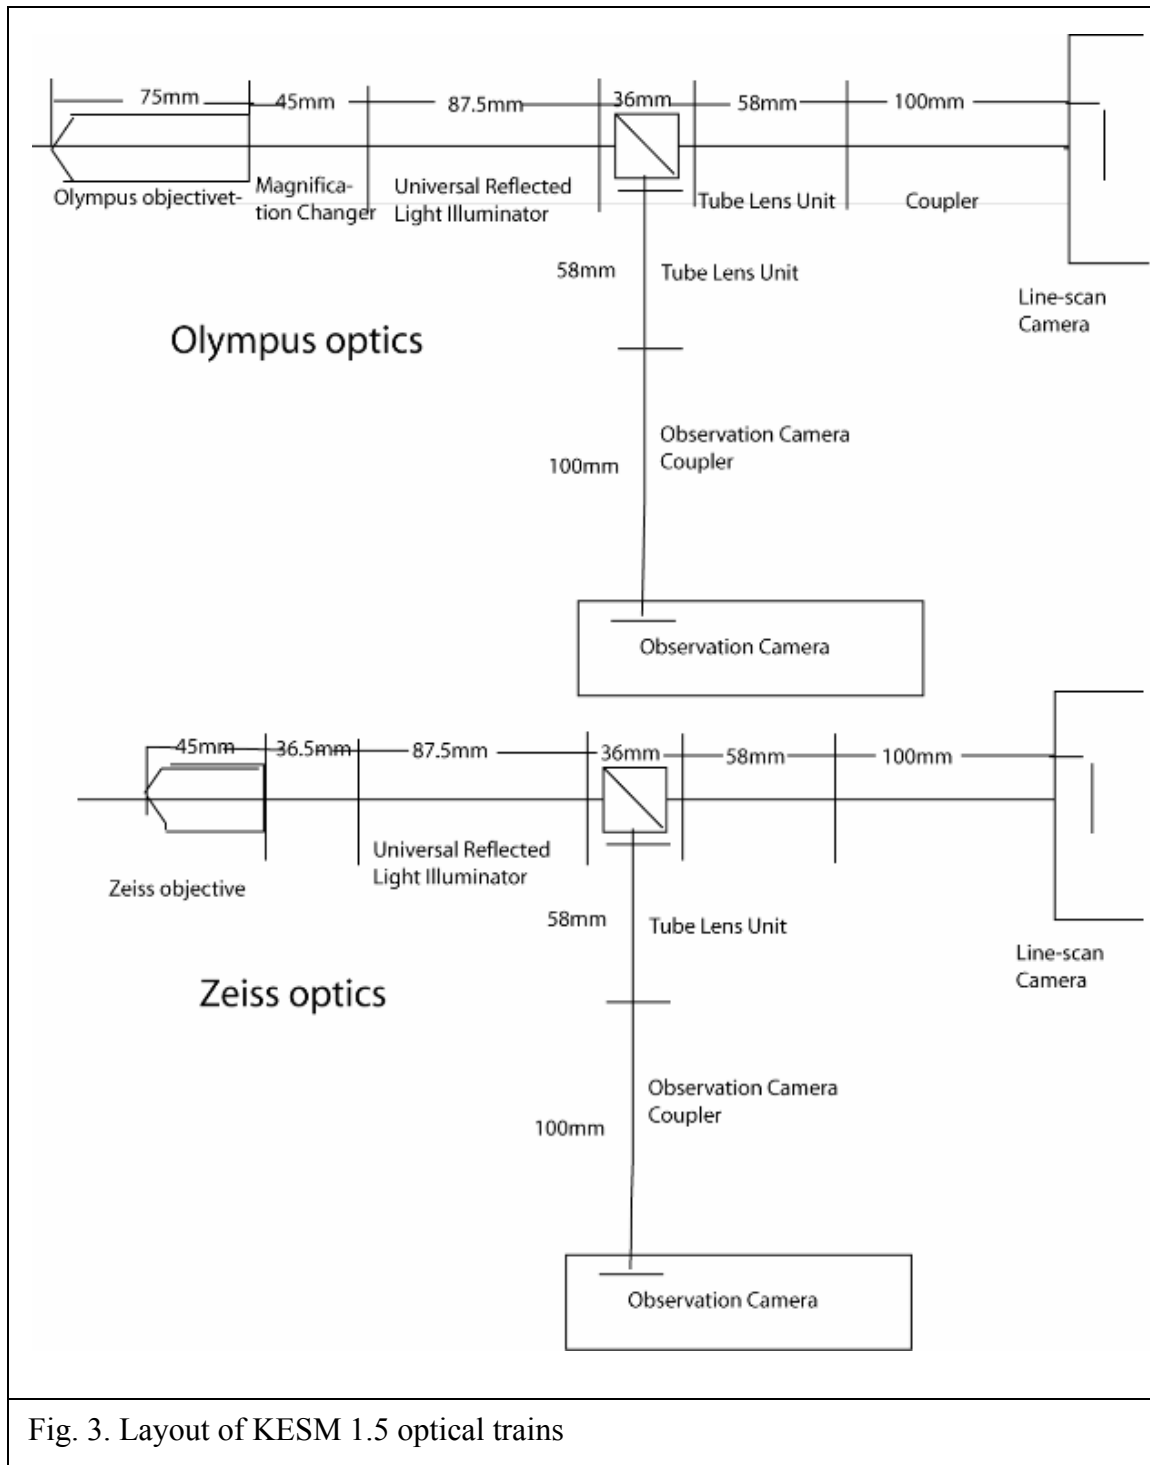 75mm
45mm
87.5mm
36mm
58mm
100mm
Olympus objectivet-
Magnifica-
tion Changer
Universal Reflected
Light Illuminator
Tube Lens Unit
Coupler
58mm
Tube Lens Unit
Line-scan
Camera
Olympus optics
Observation Camera
Coupler
100mm
Observation Camera
45mm
36.5mm
87.5mm
36mm
58mm
100mm
Universal Reflected
Light Illuminator
Zeiss objective
58mm
Tube Lens Unit
Line-scan
Camera
Zeiss optics
Observation Camera
Coupler
100mm
Observation Camera
Fig. 3. Layout of KESM 1.5 optical trains